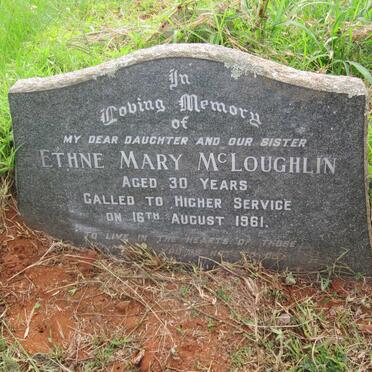 In
Loving Memory
of
MY DEAR DAUGHTER AND OUR SISTER
ETHNE MARY MCLOUGHLIN
AGED 30 YEARS
CALLED TO HIGHER SERVICE
ON 16TH AUGUST 1961.
TO LIVE IN THE HEARTS OF THOSE